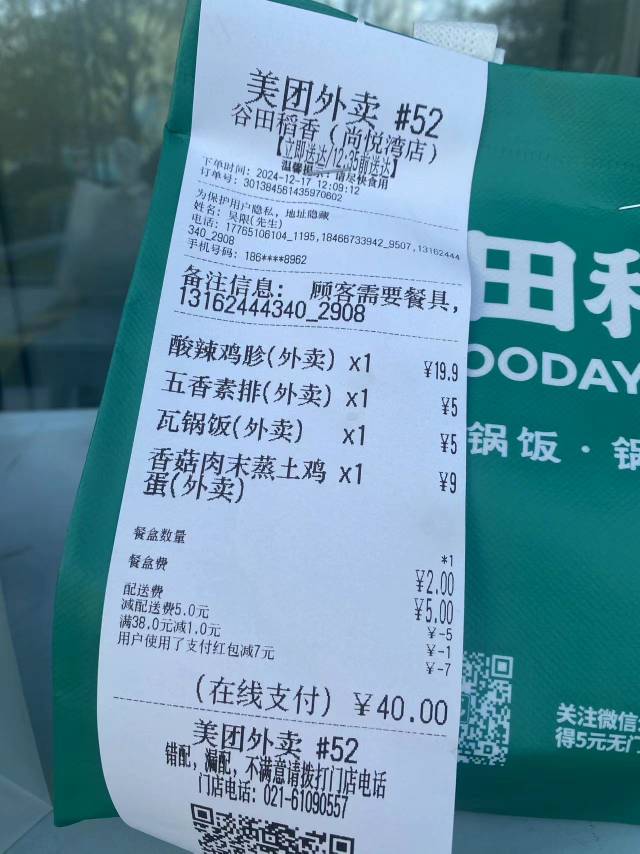 美团外卖 #52
谷田稻香(尚悦湾店)
【立即送达/12:35前送达】
温馨 请尽快食用
下单时间: 2024-12-17 12:09:12
订单号: 301384561435970602
为保护用户隐私, 地址隐藏
姓名: 吴限(先生)
电话: 17765106104_1195,18466733942_9507,13162444
340_2908
手机号码: 186****8962
备注信息: 顾客需要餐具,
13162444340_2908
酸辣鸡胗(外卖) x1 ¥19.9
五香素排(外卖) x1 ¥5
瓦锅饭(外卖) x1 ¥5
香菇肉末蒸土鸡 x1 ¥9
蛋(外卖)
餐盒数量 *1
餐盒费 ¥2.00
配送费 ¥5.00
减配送费5.0元 ¥-5
满38.0元减1.0元 ¥-1
用户使用了支付红包减7元 ¥-7
(在线支付) ¥40.00
美团外卖 #52
错配, 漏配, 不满意请拨打门店电话
门店电话: 021-61090557
田
OODAY
锅饭·锅
关注微信
得5元无门